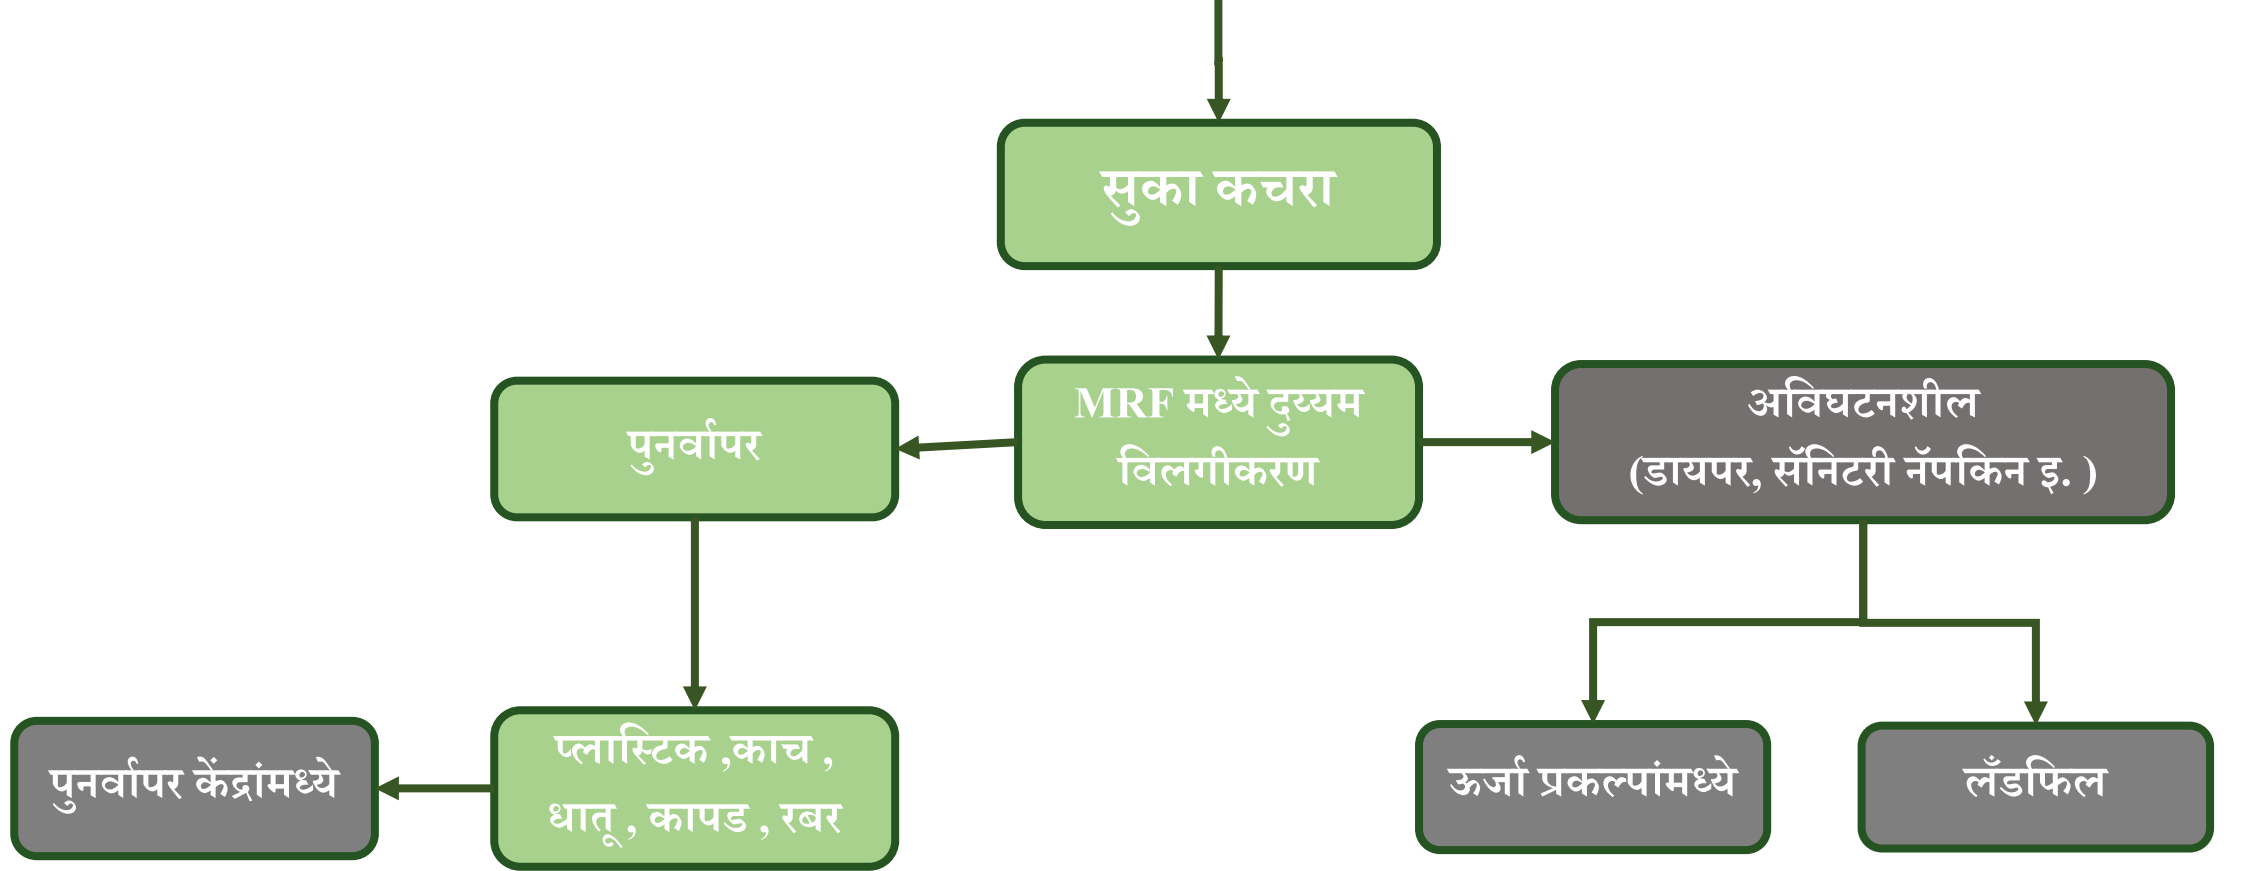 सुका कचरा
MRF मध्ये दुय्यम
विलगीकरण
पुनर्वापर
अविघटनशील
(डायपर, सॅनिटरी नॅपकिन इ. )
प्लास्टिक ,काच ,
धातू , कापड , रबर
पुनर्वापर केंद्रांमध्ये
उर्जा प्रकल्पांमध्ये
लॅंडफिल